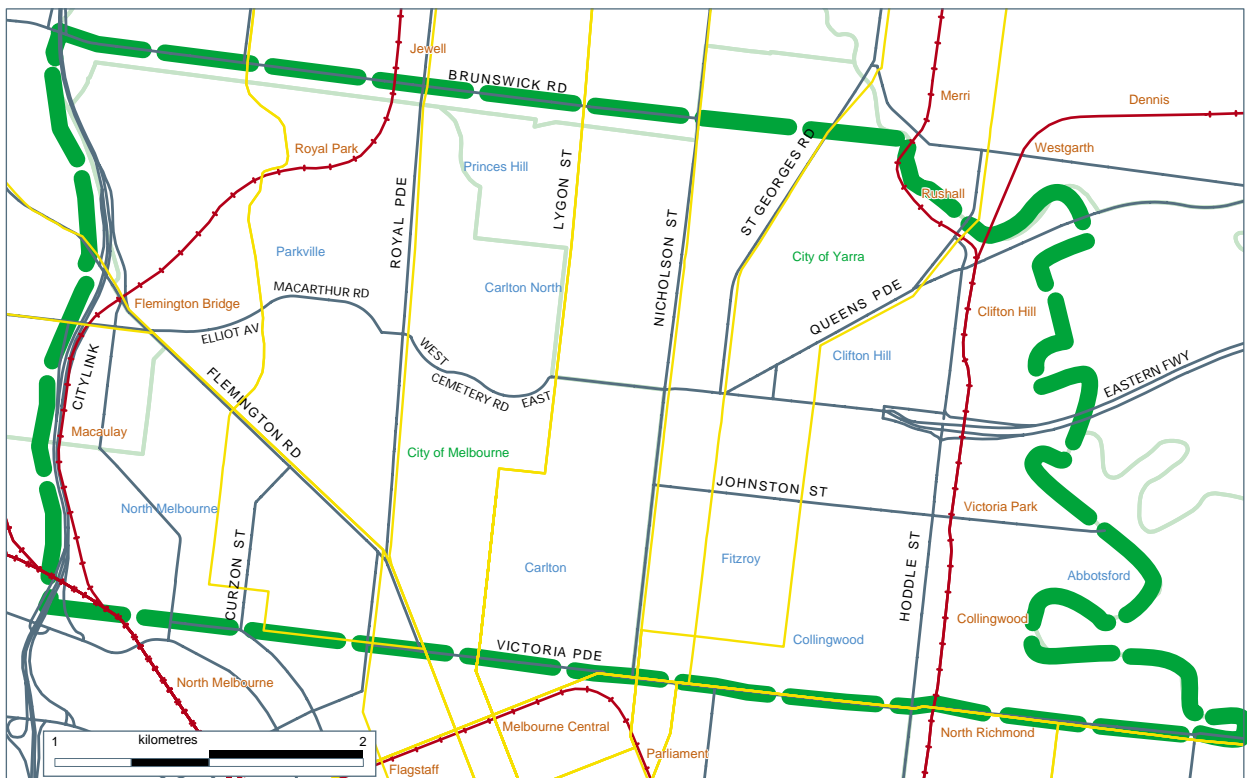 Jewell
BRUNSWICK RD
Merri
Dennis
Royal Park
Westgarth
Princes Hill
ROYAL PDE
LYGON ST
ST GEORGES RD
Rushall
NICHOLSON ST
Parkville
City of Yarra
MACARTHUR RD
Carlton North
Flemington Bridge
QUEENS PDE
Clifton Hill
ELLIOT AV
WEST
CEMETERY RD
EAST
Clifton Hill
EASTERN FWY
CITYLINK
FLEMINGTON RD
Macaulay
City of Melbourne
JOHNSTON ST
North Melbourne
Victoria Park
CURZON ST
Carlton
Fitzroy
HODDLE ST
Abbotsford
Collingwood
Collingwood
VICTORIA PDE
North Melbourne
Melbourne Central
North Richmond
1 kilometres 2
Parliament
Flagstaff